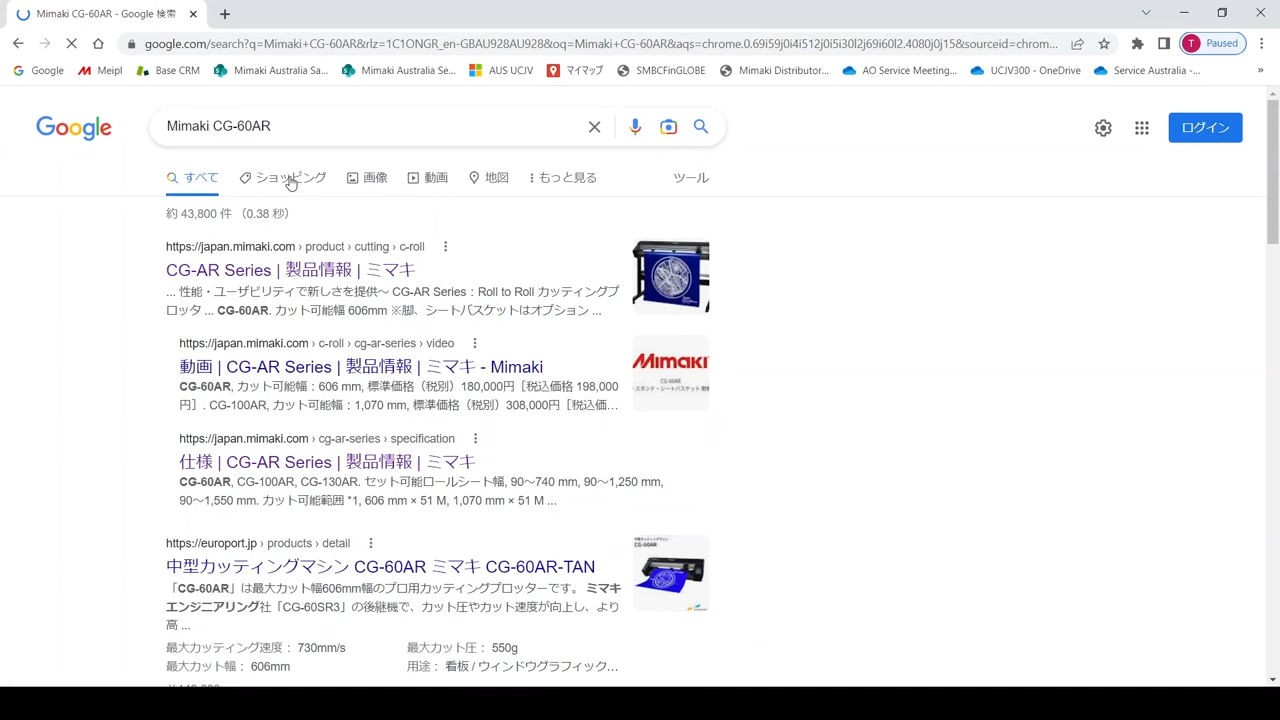 Mimaki CG-60AR - Google 検索
google.com/search?q=Mimaki+CG-60AR&rlz=1C1ONGR_en-GBAU928AU928&oq=Mimaki+CG-60AR&aqs=chrome.0.69i59j0i4i512j0i5i30l2j69i60l2.4080j0j15&sourceid=chrom...
T Paused
Google Meipl Base CRM Mimaki Australia Sa... Mimaki Australia Se... AUS UCJV マイマップ SMBCFinGLOBE Mimaki Distributor... AO Service Meeting... UCJV300 - OneDrive Service Australia -... »
Google
Mimaki CG-60AR
ログイン
すべて ショッピング 画像 動画 地図 もっと見る ツール
約 43,800 件 （0.38 秒）
https://japan.mimaki.com › product › cutting › c-roll
CG-AR Series | 製品情報 | ミマキ
... 性能・ユーザビリティで新しさを提供～ CG-AR Series：Roll to Roll カッティングプ
ロッタ ... CG-60AR. カット可能幅 606mm ※脚、シートバスケットはオプション ...
https://japan.mimaki.com › c-roll › cg-ar-series › video
動画 | CG-AR Series | 製品情報 | ミマキ - Mimaki
CG-60AR, カット可能幅：606 mm, 標準価格（税別）180,000円［税込価格 198,000
円］. CG-100AR, カット可能幅：1,070 mm, 標準価格（税別）308,000円［税込価...
Mimaki
CG-60AR
https://japan.mimaki.com › cg-ar-series › specification
仕様 | CG-AR Series | 製品情報 | ミマキ
CG-60AR, CG-100AR, CG-130AR. セット可能ロールシート幅, 90～740 mm, 90～1,250 mm,
90～1,550 mm. カット可能範囲 *1, 606 mm × 51 M, 1,070 mm × 51 M ...
https://europort.jp › products › detail
中型カッティングマシン CG-60AR ミマキ CG-60AR-TAN
「CG-60AR」は最大カット幅606mm幅のプロ用カッティングプロッターです。 ミマキ
エンジニアリング社「CG-60SR3」の後継機で、カット圧やカット速度が向上し、より
高 ...
中型カッティングマシン
CG-60AR
最大カッティング速度： 730mm/s 最大カット圧： 550g
最大カット幅： 606mm 用途： 看板 / ウィンドウグラフィック...